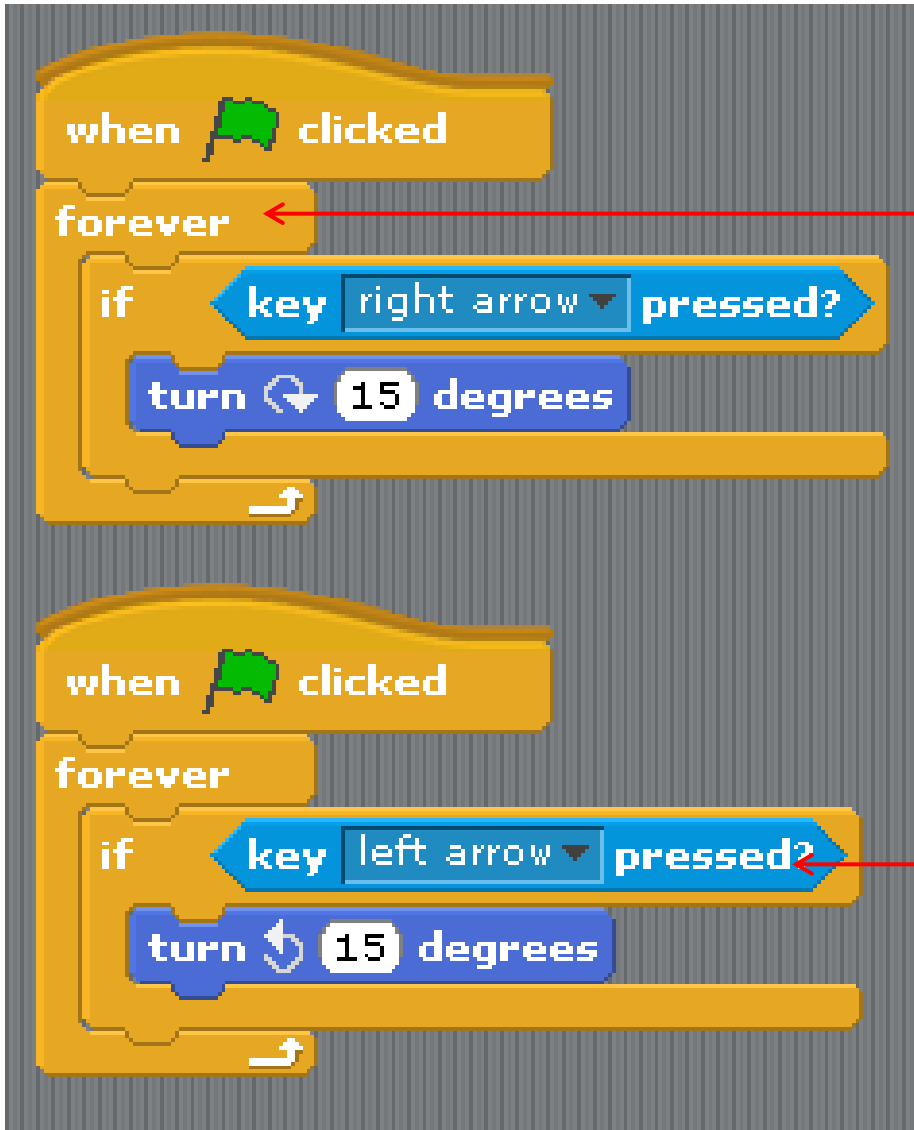 when clicked
forever
if key right arrow pressed?
turn 15 degrees
when clicked
forever
if key left arrow pressed?
turn 15 degrees